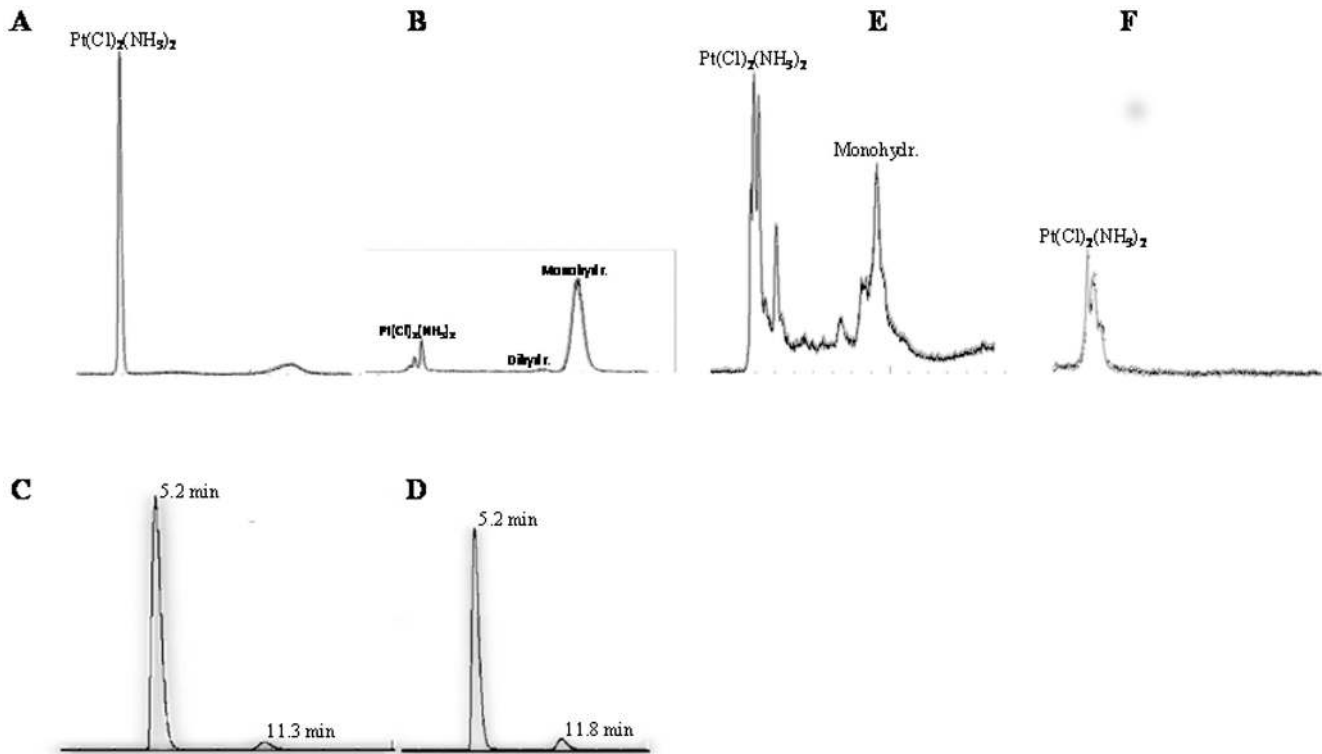 A
B
E
F
Pt(Cl)2(NH3)2
Pt(Cl)2(NH3)2
Monohydr.
Monohydr.
Pt(Cl)2(NH3)2
Pt(Cl)2(NH3)2
Dihydr.
C
D
5.2 min
5.2 min
11.3 min
11.8 min